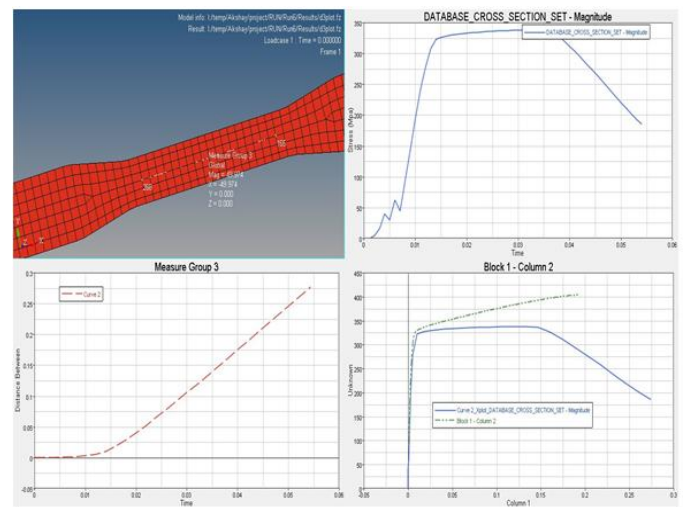 Model info: I:/temp/Akshay/project/RUN/Run6/Results/d3plot.fz
Result: I:/temp/Akshay/project/RUN/Run6/Results/d3plot.fz
Loadcase 1 : Time = 0.000000
Frame 1
Measure Group 3
Global
Mag = 49.974
X = -49.974
Y = 0.000
Z = 0.000
Y
Z X
DATABASE_CROSS_SECTION_SET - Magnitude
DATABASE_CROSS_SECTION_SET - Magnitude
Stress (Mpa)
350
300
250
200
150
100
50
0
0 0.01 0.02 0.03 0.04 0.05 0.06
Time
Measure Group 3
Curve 2
Distance Between
0.3
0.25
0.2
0.15
0.1
0.05
0
-0.05
0 0.01 0.02 0.03 0.04 0.05 0.06
Time
Block 1 - Column 2
Unknown
450
400
350
300
250
200
150
100
50
0
Curve 2_Xplot_DATABASE_CROSS_SECTION_SET - Magnitude
Block 1 - Column 2
-0.05 0 0.05 0.1 0.15 0.2 0.25 0.3
Column 1